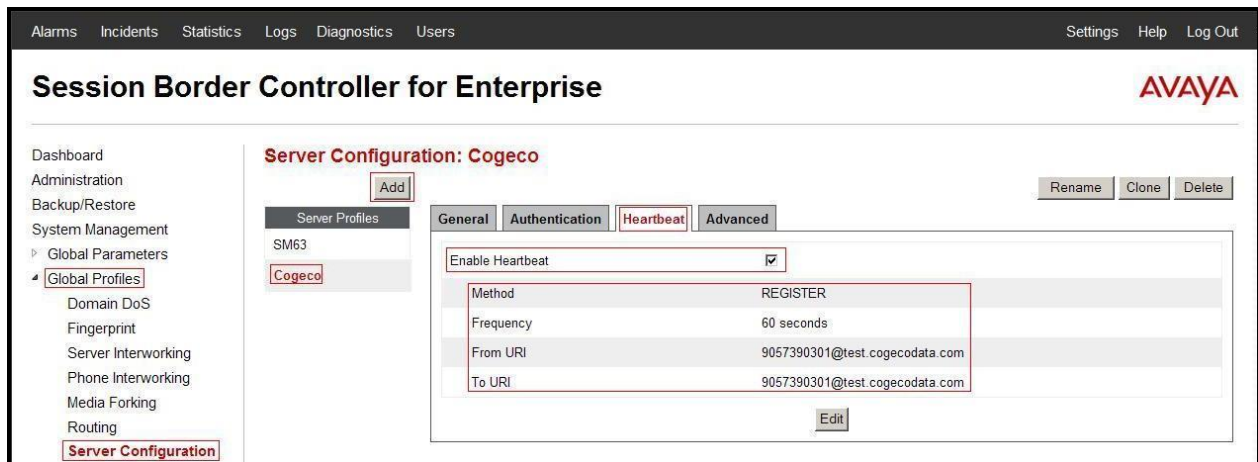 Alarms Incidents Statistics Logs Diagnostics Users Settings Help Log Out
Session Border Controller for Enterprise
AVAYA
Dashboard
Administration
Backup/Restore
System Management
Global Parameters
Global Profiles
Domain DoS
Fingerprint
Server Interworking
Phone Interworking
Media Forking
Routing
Server Configuration
Server Configuration: Cogeco
Add
Rename Clone Delete
Server Profiles
SM63
Cogeco
General Authentication Heartbeat Advanced
Enable Heartbeat
Method REGISTER
Frequency 60 seconds
From URI 9057390301@test.cogecodata.com
To URI 9057390301@test.cogecodata.com
Edit